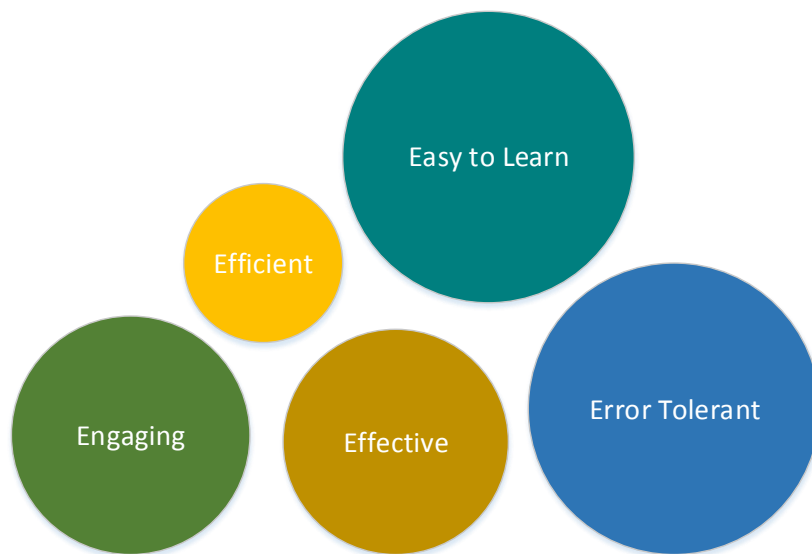 Easy to Learn
Efficient
Error Tolerant
Engaging
Effective